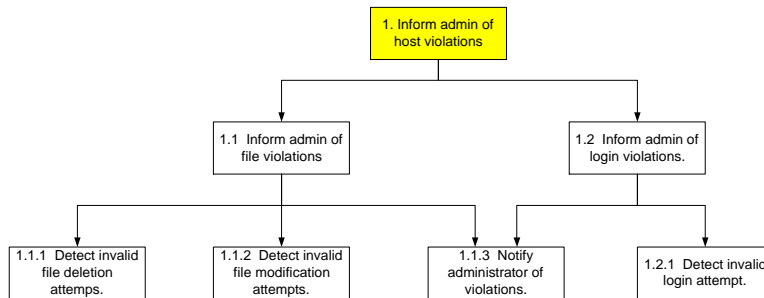 1. Inform admin of
host violations
1.1 Inform admin of
file violations
1.2 Inform admin of
login violations.
1.1.1 Detect invalid
file deletion
attemps.
1.1.2 Detect invalid
file modification
attempts.
1.1.3 Notify
administrator of
violations.
1.2.1 Detect invalid
login attempt.